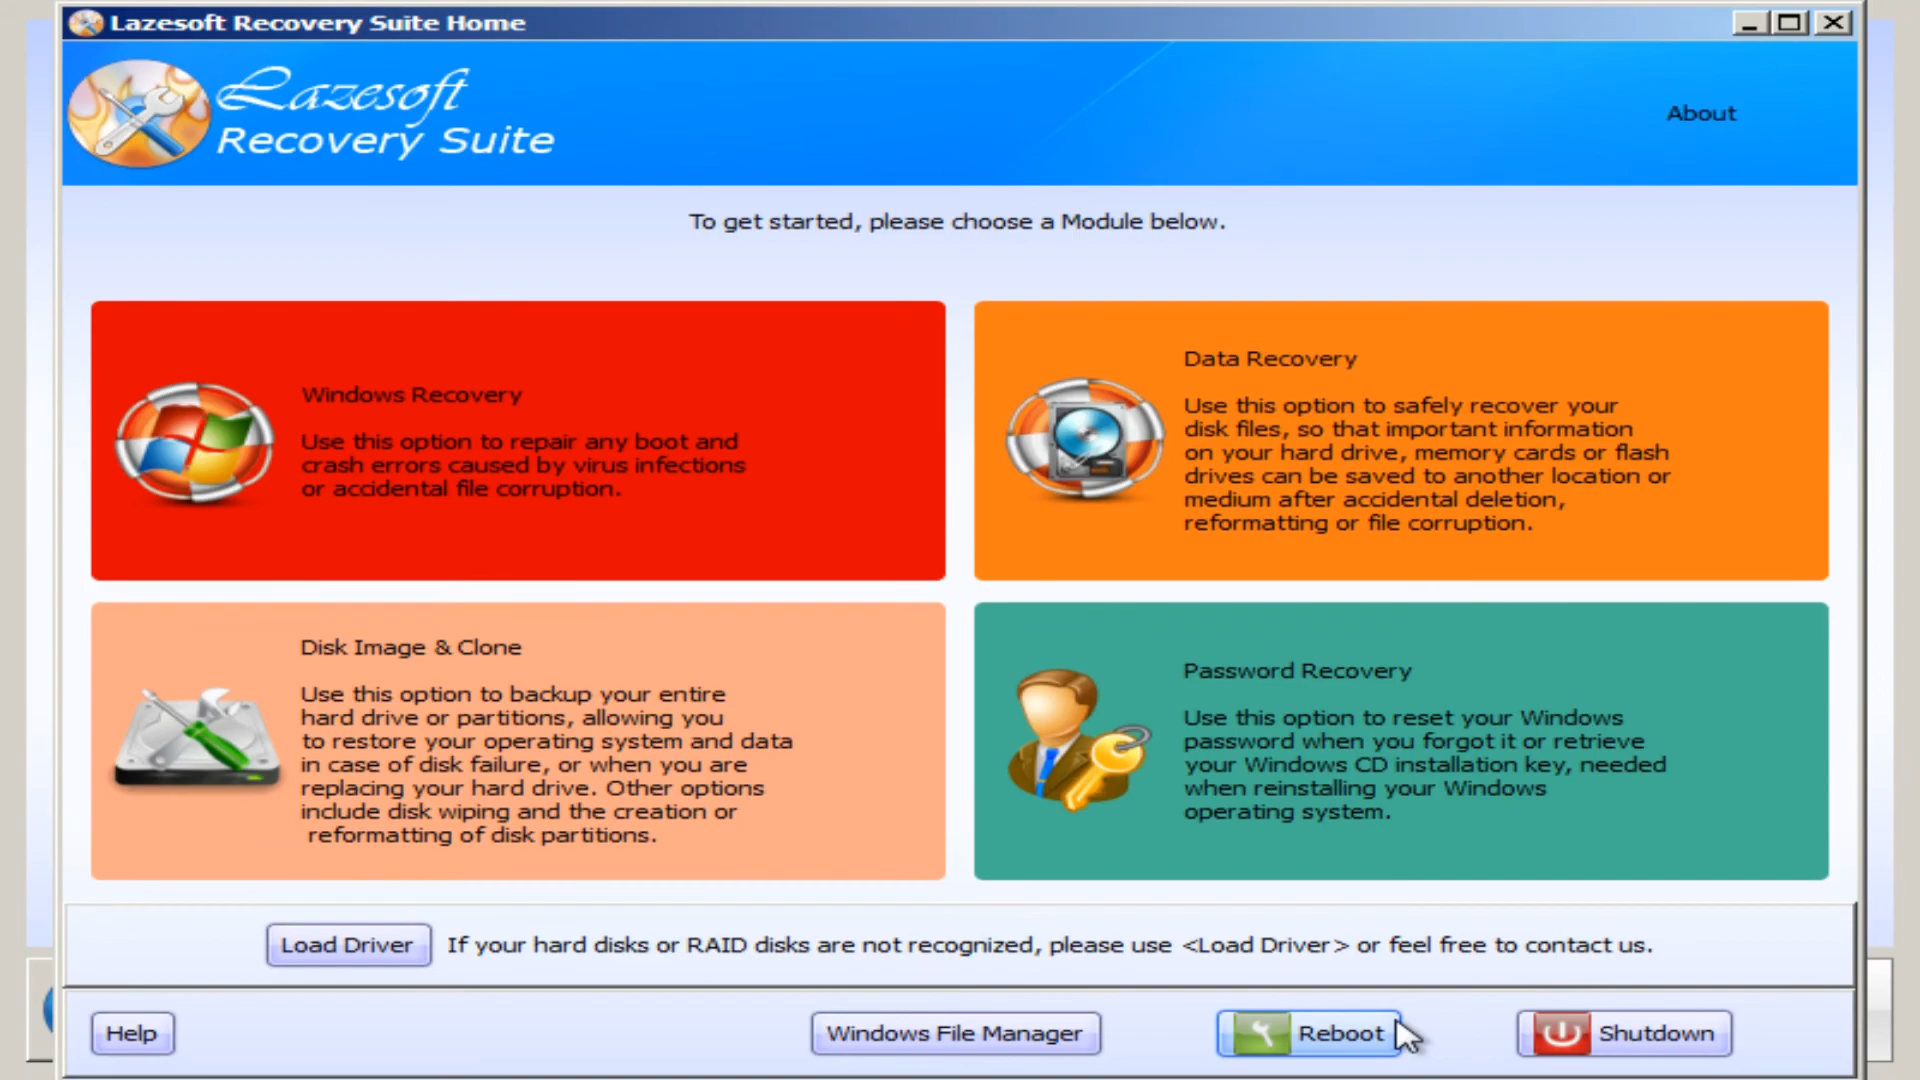 Lazesoft Recovery Suite Home
Lazesoft
Recovery Suite
About
To get started, please choose a Module below.
Windows Recovery
Use this option to repair any boot and
crash errors caused by virus infections
or accidental file corruption.
Data Recovery
Use this option to safely recover your
disk files, so that important information
on your hard drive, memory cards or flash
drives can be saved to another location or
medium after accidental deletion,
reformatting or file corruption.
Disk Image & Clone
Use this option to backup your entire
hard drive or partitions, allowing you
to restore your operating system and data
in case of disk failure, or when you are
replacing your hard drive. Other options
include disk wiping and the creation or
reformatting of disk partitions.
Password Recovery
Use this option to reset your Windows
password when you forgot it or retrieve
your Windows CD installation key, needed
when reinstalling your Windows
operating system.
Load Driver If your hard disks or RAID disks are not recognized, please use <Load Driver> or feel free to contact us.
Help Windows File Manager Reboot Shutdown